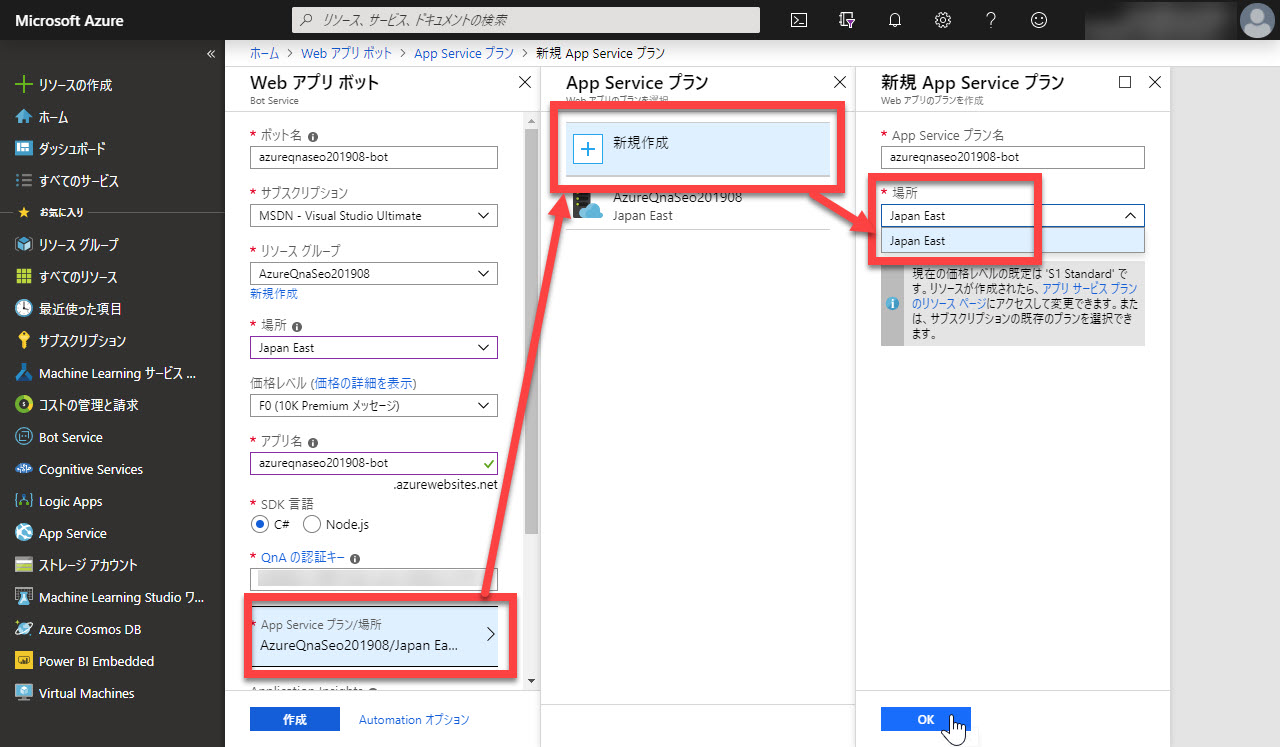 Microsoft Azure
リソース、サービス、ドキュメントの検索
«
リソースの作成
ホーム
ダッシュボード
すべてのサービス
お気に入り
リソース グループ
すべてのリソース
最近使った項目
サブスクリプション
Machine Learning サービス ...
コストの管理と請求
Bot Service
Cognitive Services
Logic Apps
App Service
ストレージ アカウント
Machine Learning Studio ワ...
Azure Cosmos DB
Power BI Embedded
Virtual Machines
ホーム > Web アプリ ボット > App Service プラン > 新規 App Service プラン
Web アプリ ボット
Bot Service
* ボット名
azureqnaseo201908-bot
* サブスクリプション
MSDN - Visual Studio Ultimate
* リソース グループ
AzureQnaSeo201908
新規作成
* 場所
Japan East
価格レベル (価格の詳細を表示)
F0 (10K Premium メッセージ)
* アプリ名
azureqnaseo201908-bot
.azurewebsites.net
* SDK 言語
C# Node.js
* QnA の認証キー
* App Service プラン/場所
AzureQnaSeo201908/Japan Ea...
Application Insights
作成 Automation オプション
App Service プラン
Web アプリのプランを選択
新規作成
AzureQnaSeo201908
Japan East
新規 App Service プラン
Web アプリのプランを作成
* App Service プラン名
azureqnaseo201908-bot
* 場所
Japan East
Japan East
現在の価格レベルの既定は 'S1 Standard' で
す。リソースが作成されたら、アプリ サービス プラン
のリソース ページにアクセスして変更できます。また
は、サブスクリプションの既存のプランを選択でき
ます。
OK